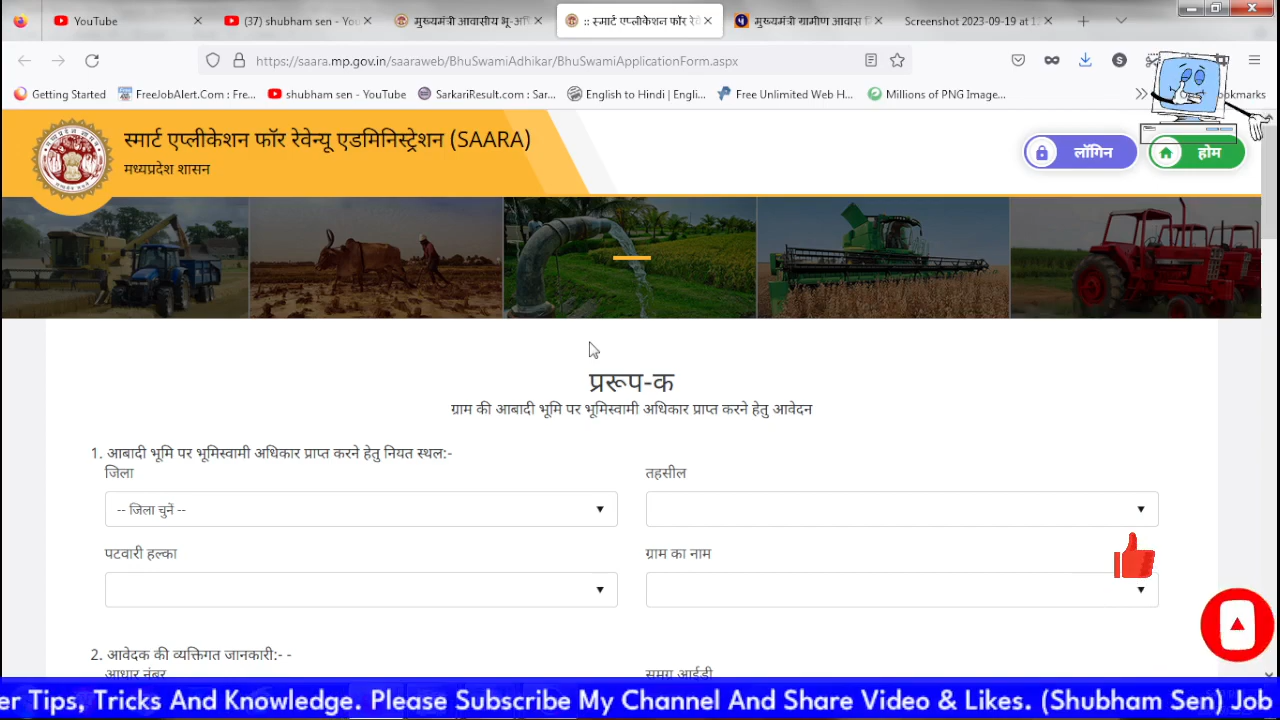 YouTube
(37) shubham sen - You
मुख्यमंत्री आवासीय भू-अधि
:: स्मार्ट एप्लीकेशन फॉर रेवे
मुख्यमंत्री ग्रामीण आवास
Screenshot 2023-09-19 at 1
https://saara.mp.gov.in/saaraweb/BhuSwamiAdhikar/BhuSwamiApplicationForm.aspx
Getting Started
FreeJobAlert.Com : Fre...
shubham sen - YouTube
SarkariResult.com : Sar...
English to Hindi | Engli...
Free Unlimited Web H...
Millions of PNG Image...
ookmarks
स्मार्ट एप्लीकेशन फॉर रेवेन्यू एडमिनिस्ट्रेशन (SAARA)
मध्यप्रदेश शासन
लॉगिन
होम
प्ररूप-क
ग्राम की आबादी भूमि पर भूमिस्वामी अधिकार प्राप्त करने हेतु आवेदन
1. आबादी भूमि पर भूमिस्वामी अधिकार प्राप्त करने हेतु नियत स्थल:-
जिला
तहसील
-- जिला चुनें --
पटवारी हल्का
ग्राम का नाम
2. आवेदक की व्यक्तिगत जानकारी:- -
आधार नंबर
समग्र आईडी
er Tips, Tricks And Knowledge. Please Subscribe My Channel And Share Video & Likes. (Shubham Sen) Job